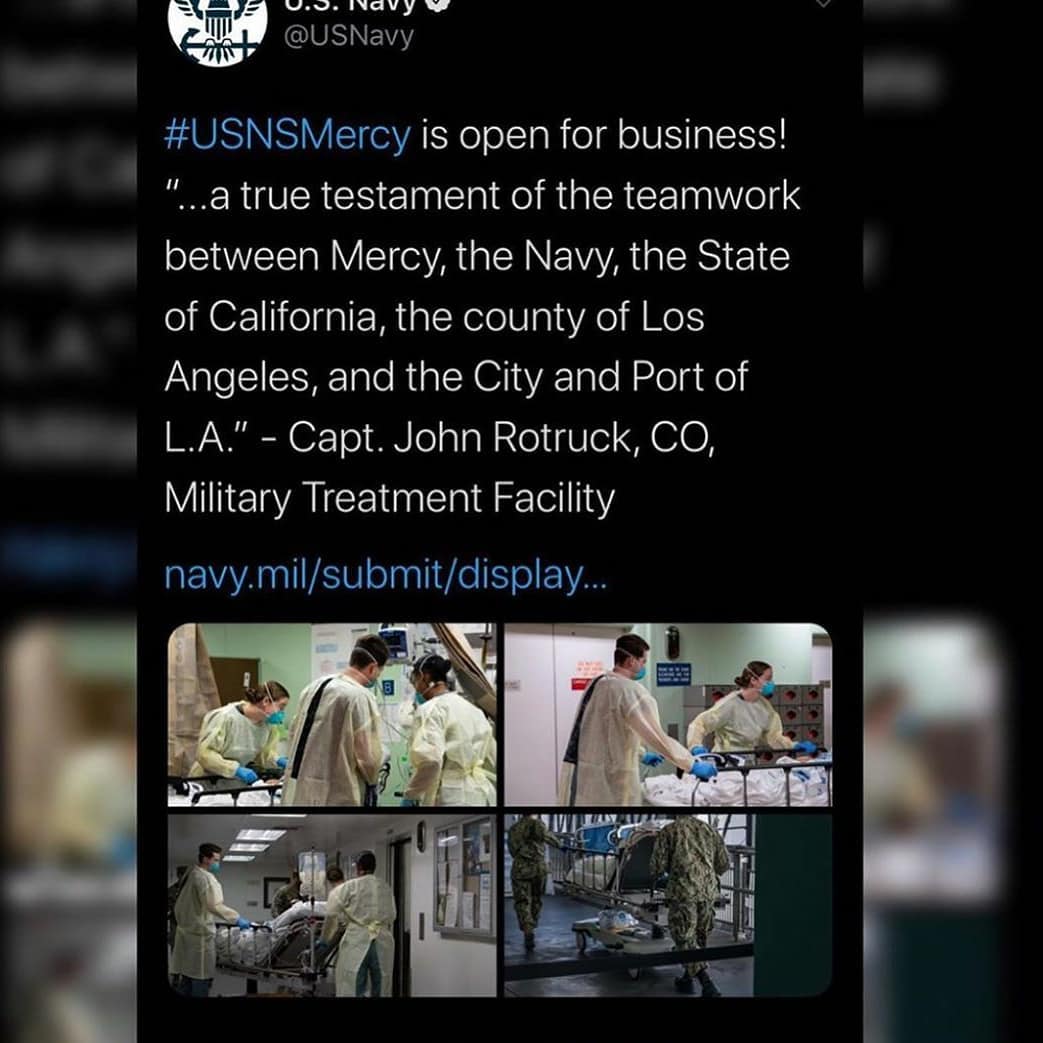 U.S. Navy
@USNavy
#USNSMercy is open for business!
"...a true testament of the teamwork
between Mercy, the Navy, the State
of California, the county of Los
Angeles, and the City and Port of
L.A." - Capt. John Rotruck, CO,
Military Treatment Facility
navy.mil/submit/display...
B